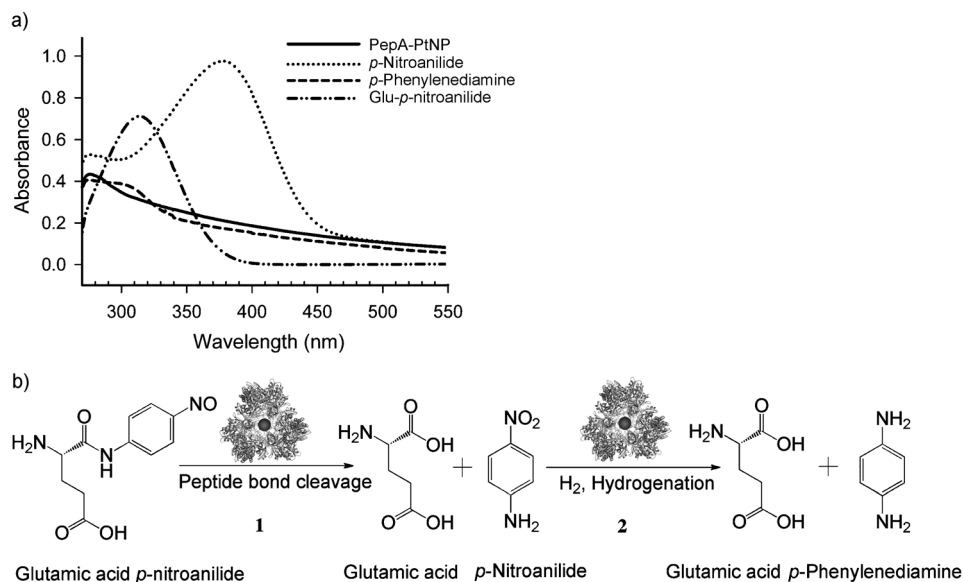 a)
PepA-PtNP
p-Nitroanilide
p-Phenylenediamine
Glu-p-nitroanilide
1.0
0.8
0.6
0.4
0.2
0.0
Absorbance
300 350 400 450 500 550
Wavelength (nm)
b)
NO
O
H2N
N
H
O
OH
Peptide bond cleavage
1
O
H2N
OH
O
OH
+
NO2
NH2
H2, Hydrogenation
2
O
H2N
OH
O
OH
+
NH2
NH2
Glutamic acid p-nitroanilide
Glutamic acid p-Nitroanilide
Glutamic acid p-Phenylenediamine